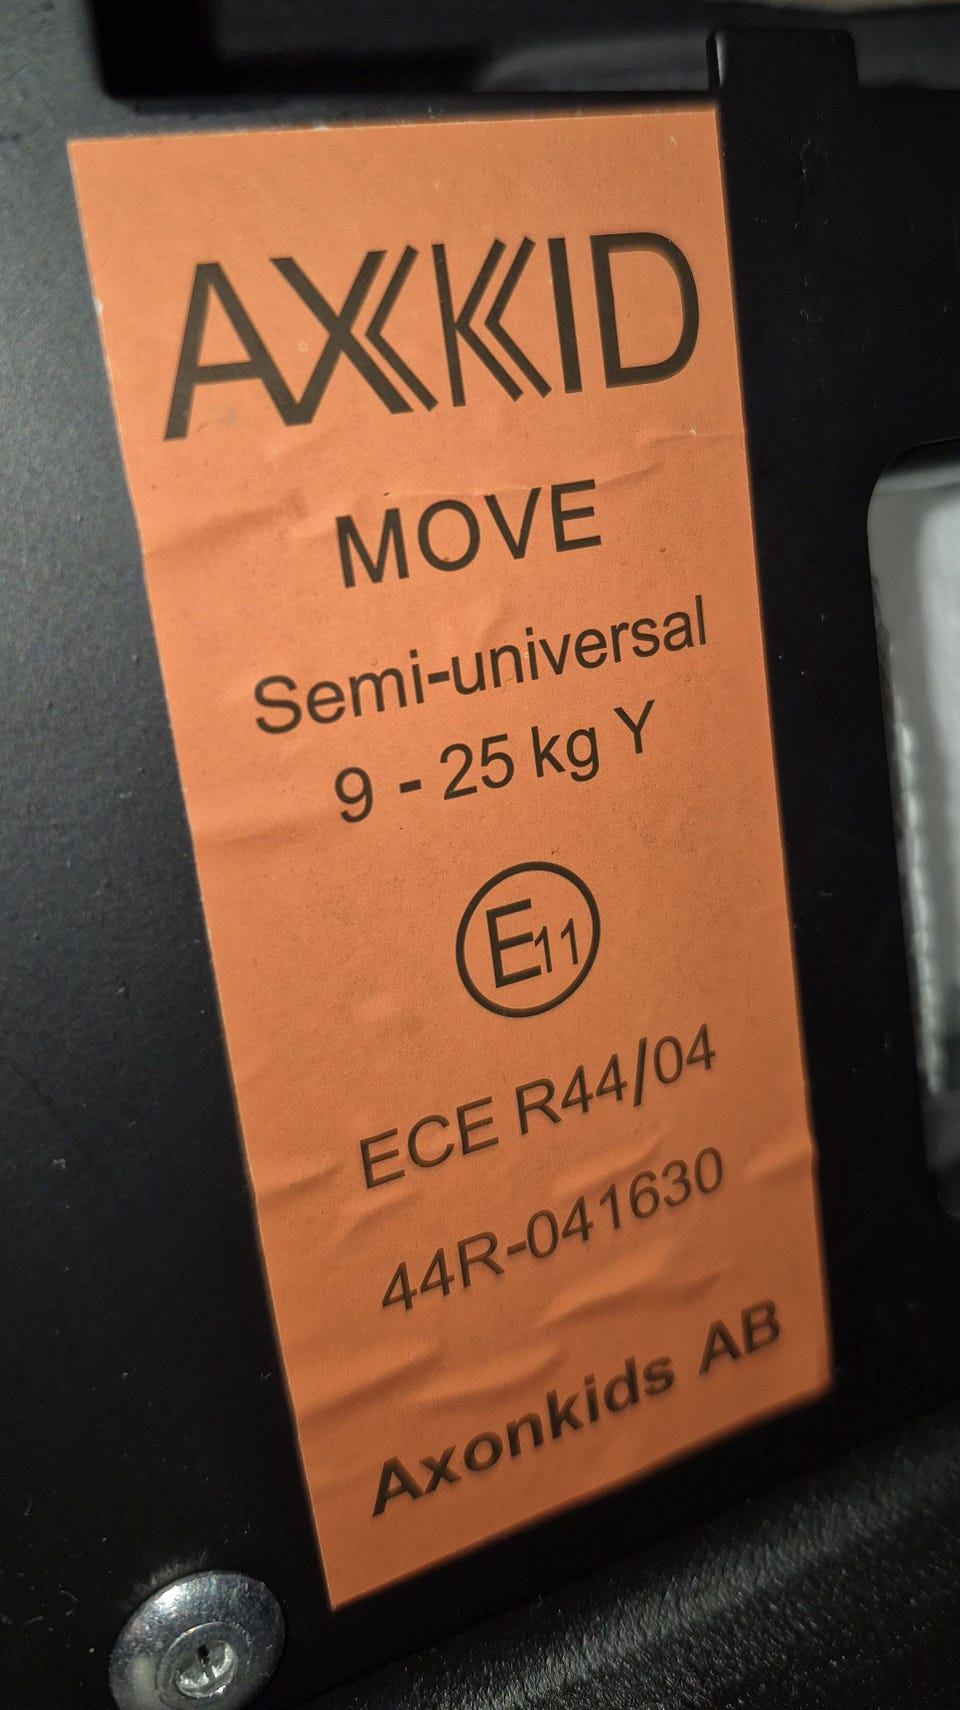 AXKID
MOVE
Semi-universal
9 - 25 kg Y
E11
ECE R44/04
44R-041630
Axonkids AB